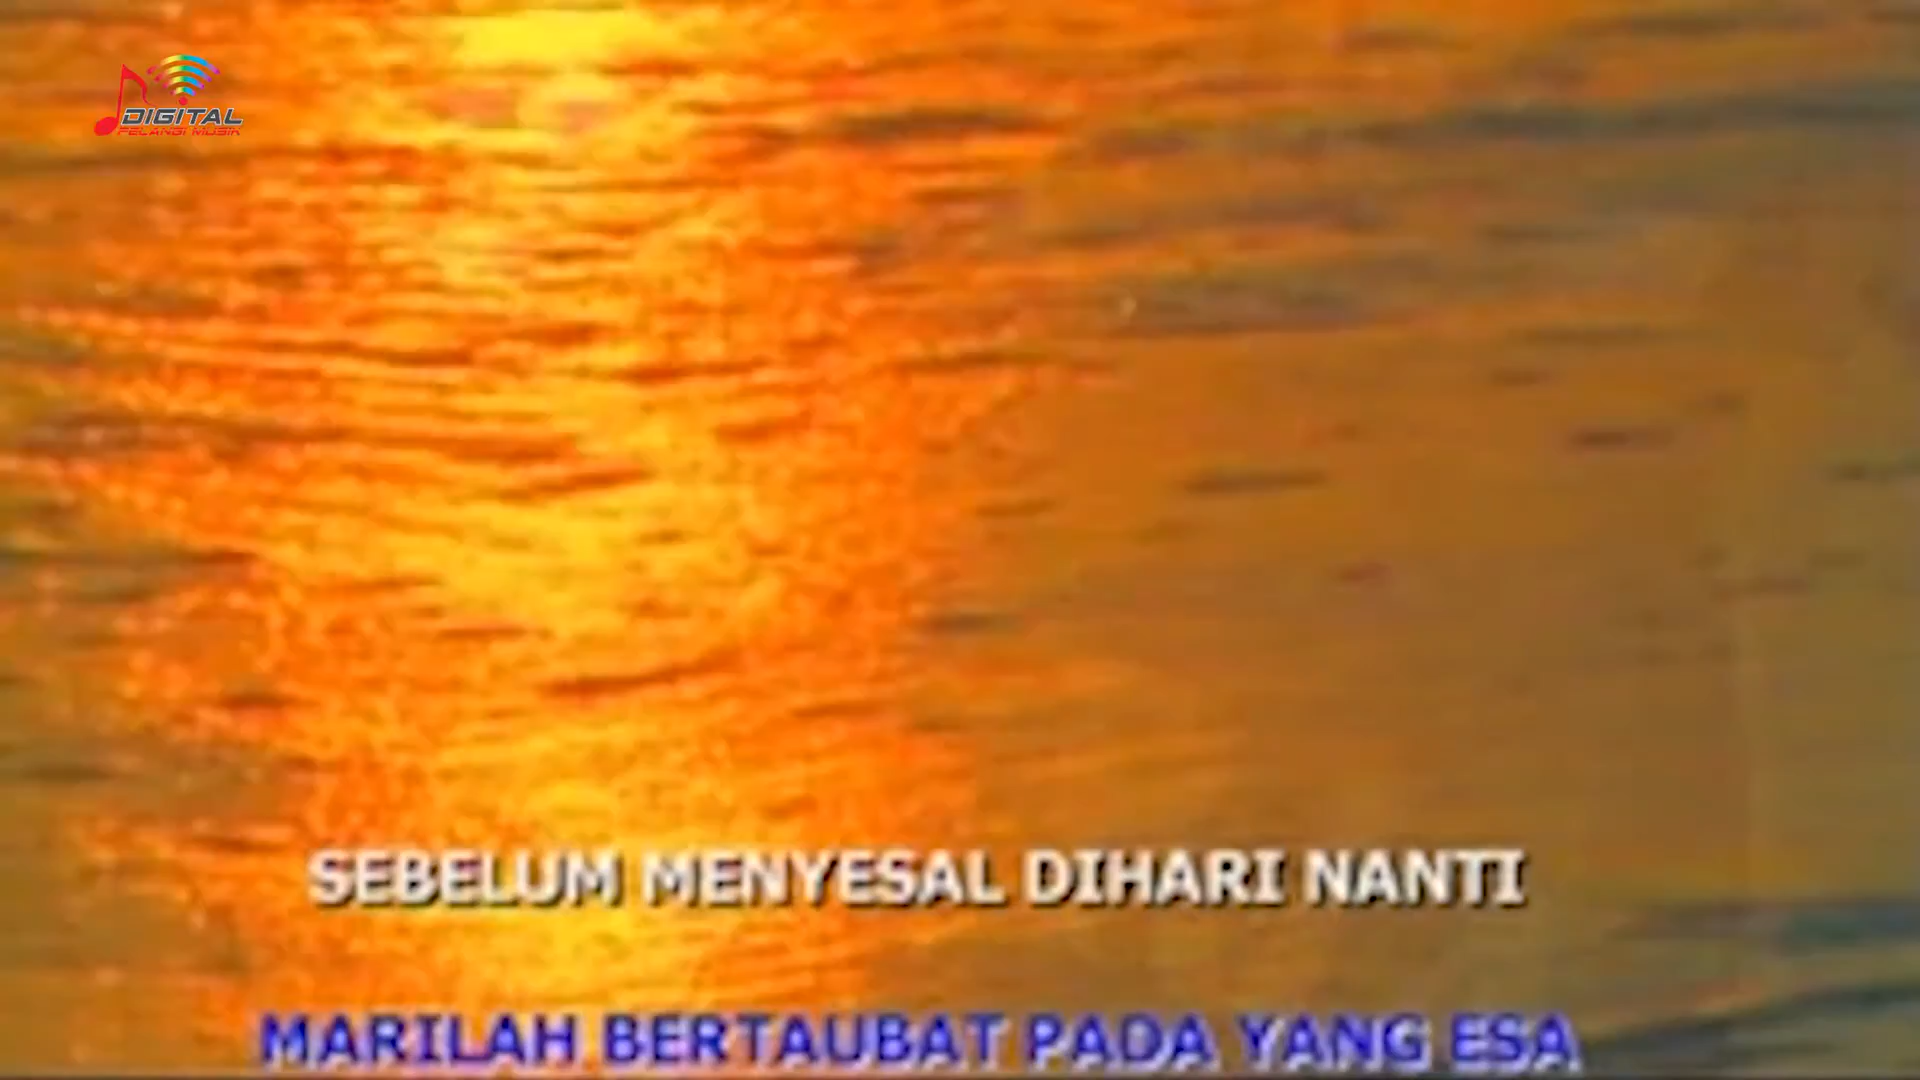 DIGITAL
PELANGI MUSIK
SEBELUM MENYESAL DIHARI NANTI
MARILAH BERTAUBAT PADA YANG ESA